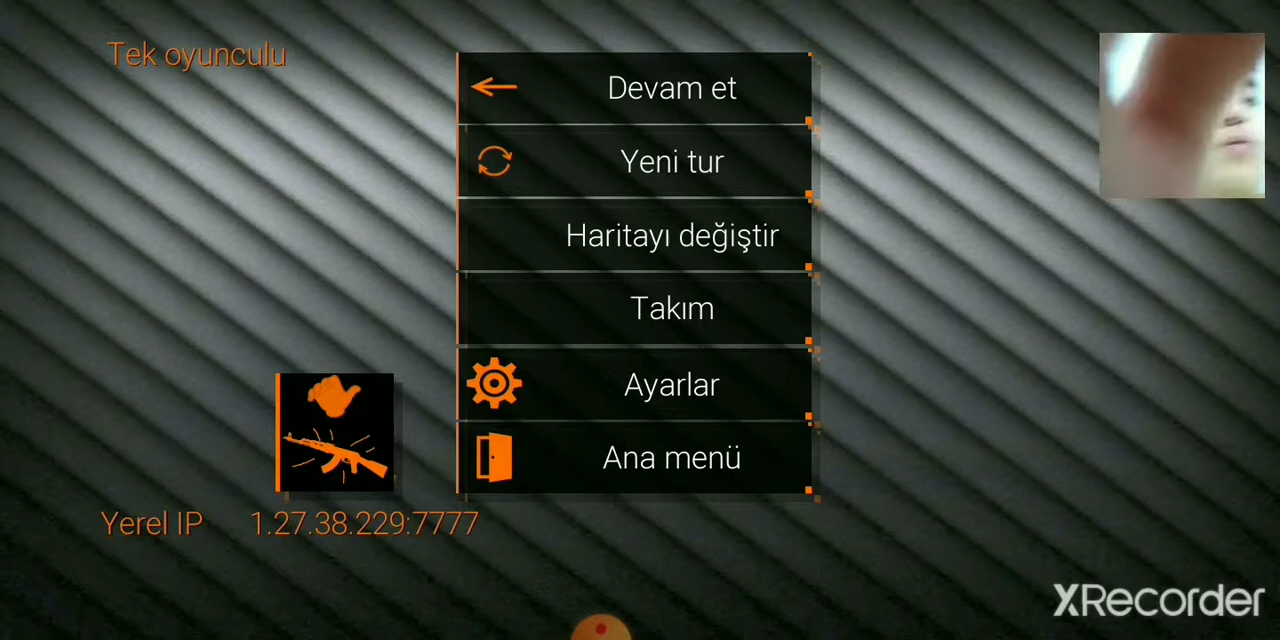 Tek oyunculu
Devam et
Yeni tur
Haritayı değiştir
Takım
Ayarlar
Ana menü
Yerel IP 1.27.38.229:7777
XRecorder